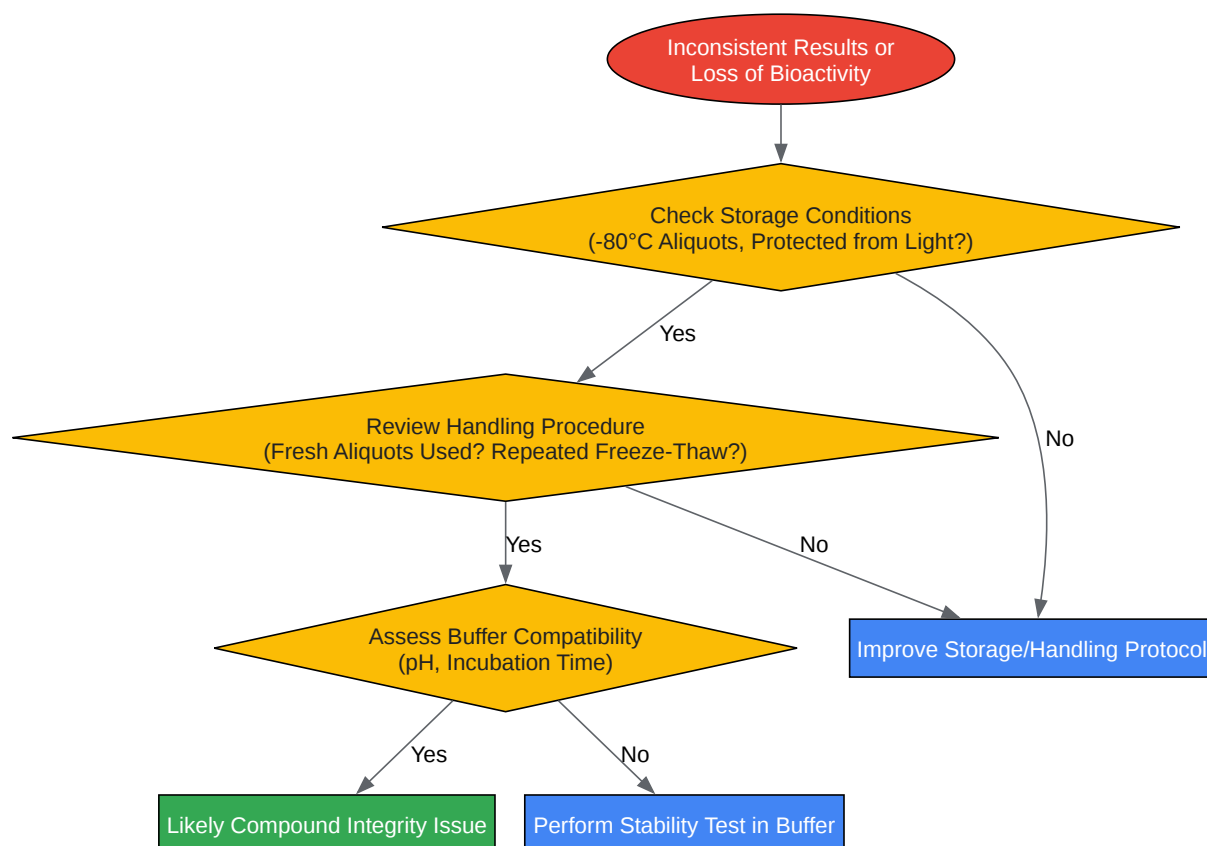 Inconsistent Results or
Loss of Bioactivity
Check Storage Conditions
(-80°C Aliquots, Protected from Light?)
Yes
No
Review Handling Procedure
(Fresh Aliquots Used? Repeated Freeze-Thaw?)
Yes
No
Assess Buffer Compatibility
(pH, Incubation Time)
Improve Storage/Handling Protocol
Yes
No
Likely Compound Integrity Issue
Perform Stability Test in Buffer